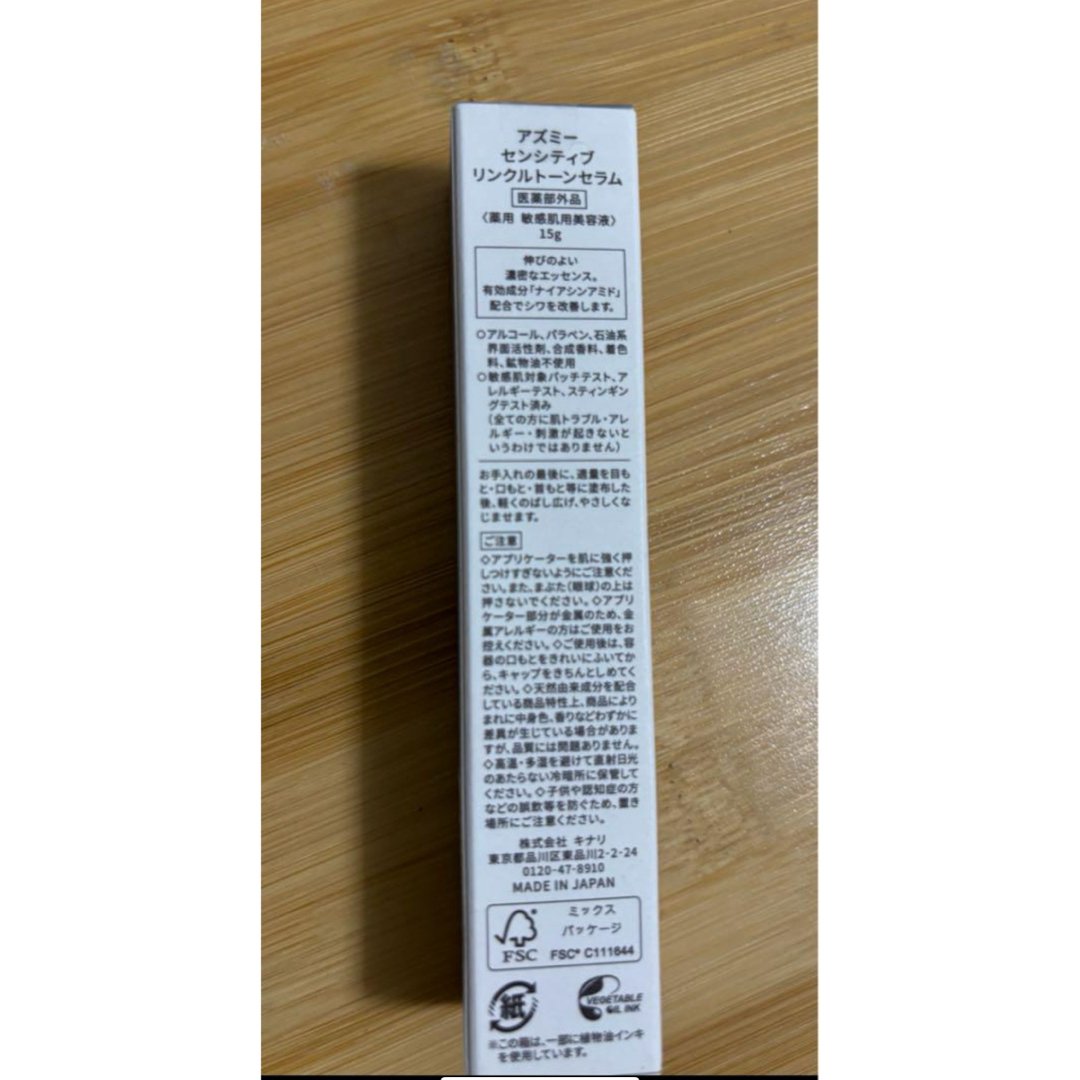 アズミー
センシティブ
リンクルトーンセラム
医薬部外品
〈薬用 敏感肌用美容液〉
15g
伸びのよい
濃密なエッセンス。
有効成分「ナイアシンアミド」
配合でシワを改善します。
○アルコール、パラベン、石油系
界面活性剤、合成香料、着色
料、鉱物油不使用
○敏感肌対象パッチテスト、ア
レルギーテスト、スティンギン
グテスト済み
(全ての方に肌トラブル・アレ
ルギー・刺激が起きないと
いうわけではありません)
お手入れの最後に、適量を目も
と・口もと・首もと等に塗布した
後、軽くのばし広げ、やさしくな
じませます。
ご注意
◇アプリケーターを肌に強く押
しつけすぎないようにご注意くだ
さい。また、まぶた(眼球)の上は
押さないでください。◇アプリ
ケーター部分が金属のため、金
属アレルギーの方はご使用をお
控えください。◇ご使用後は、容
器の口もとをきれいにふいてか
ら、キャップをきちんとしめてく
ださい。◇天然由来成分を配合
している商品特性上、商品により
まれに中身色、香りなどわずかに
差異が生じている場合がありま
すが、品質には問題ありません。
◇高温・多湿を避けて直射日光
のあたらない冷暗所に保管して
ください。◇子供や認知症の方
などの誤飲等を防ぐため、置き
場所にご注意ください。
株式会社 キナリ
東京都品川区東品川2-2-24
0120-47-8910
MADE IN JAPAN
ミックス
パッケージ
FSC
FSC® C111644
紙
VEGETABLE
OIL INK
※この箱は、一部に植物油インキ
を使用しています。